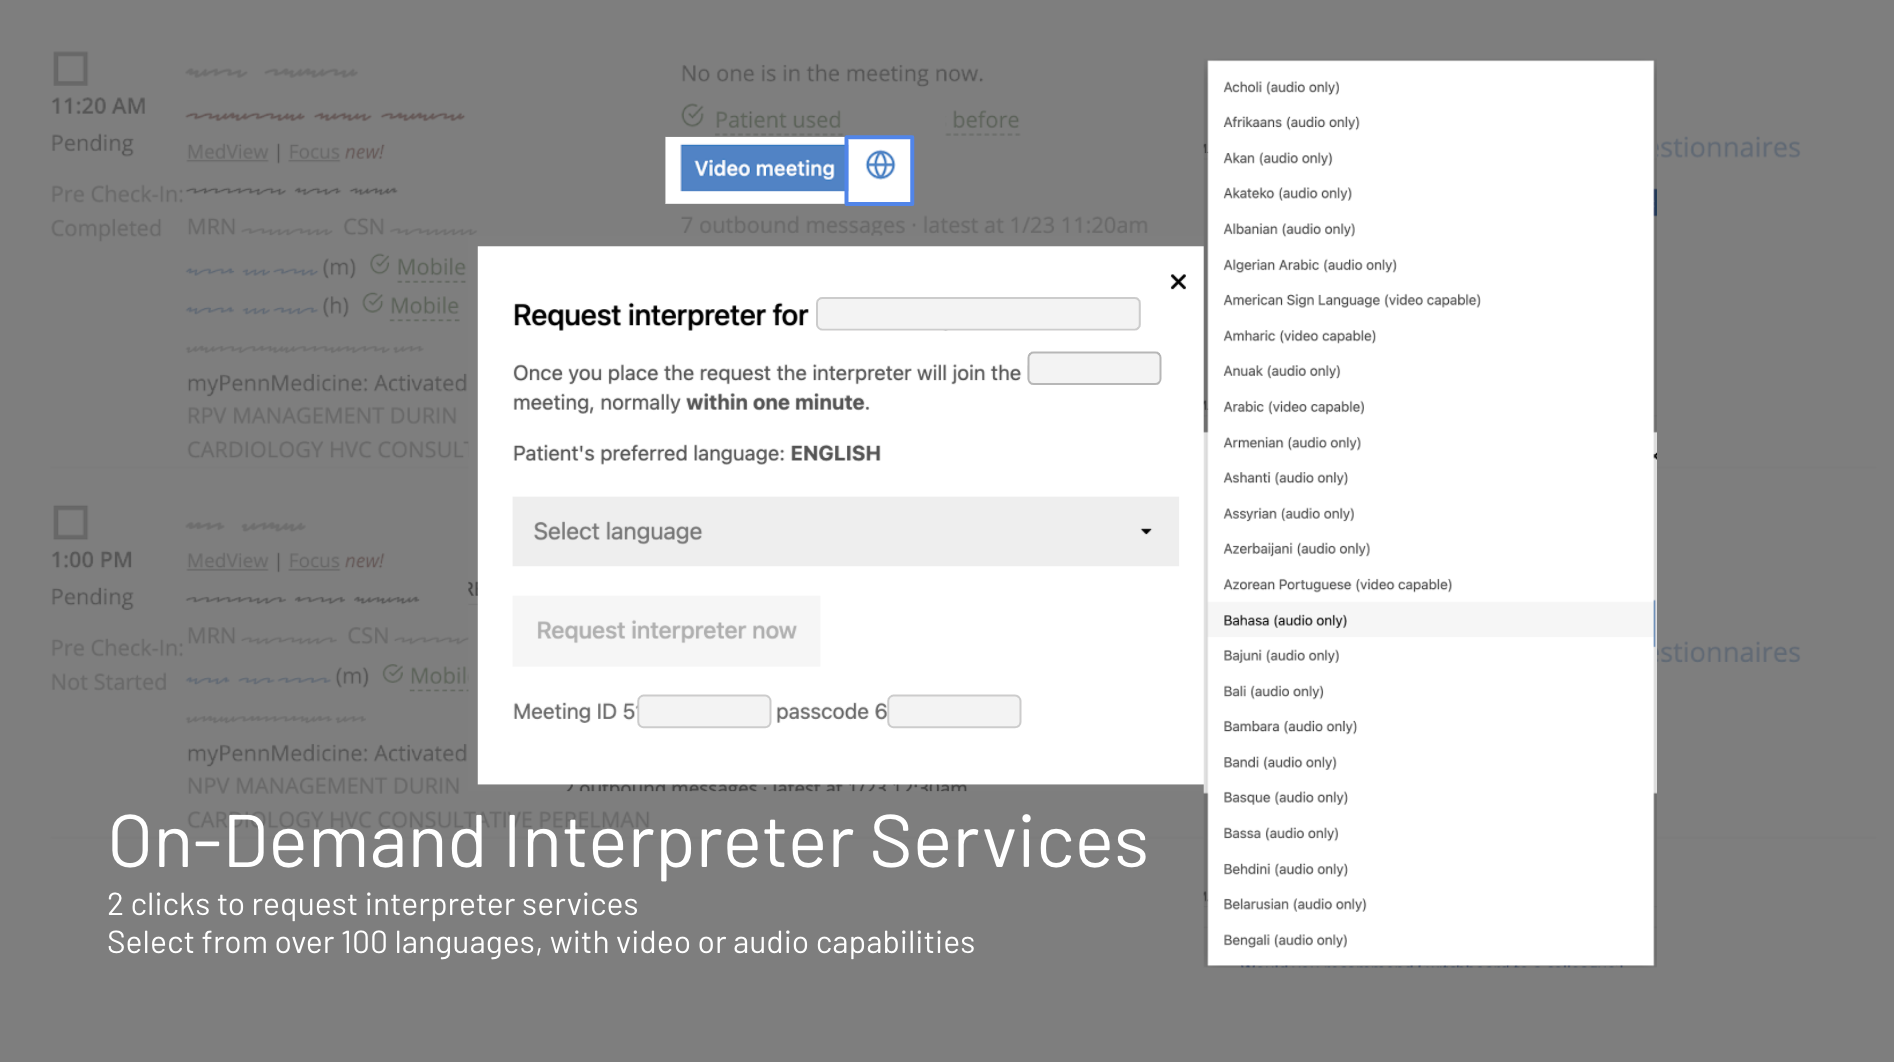 11:20 AM
Pending
Pre Check-In:
Completed
MedView | Focus new!
MRN CSN
(m) Mobile
(h) Mobile
myPennMedicine: Activated
RPV MANAGEMENT DURIN
CARDIOLOGY HVC CONSULT
No one is in the meeting now.
Patient used before
Video meeting
7 outbound messages · latest at 1/23 11:20am
stionnaires
Request interpreter for
Once you place the request the interpreter will join the
meeting, normally within one minute.
Patient's preferred language: ENGLISH
Select language
Request interpreter now
Meeting ID 5 passcode 6
1:00 PM
Pending
Pre Check-In:
Not Started
MedView | Focus new!
MRN CSN
(m) Mobil
myPennMedicine: Activated
NPV MANAGEMENT DURIN
CARDIOLOGY HVC CONSULTATIVE PERELMAN
2 outbound messages · latest at 1/23 12:30am
stionnaires
Acholi (audio only)
Afrikaans (audio only)
Akan (audio only)
Akateko (audio only)
Albanian (audio only)
Algerian Arabic (audio only)
American Sign Language (video capable)
Amharic (video capable)
Anuak (audio only)
Arabic (video capable)
Armenian (audio only)
Ashanti (audio only)
Assyrian (audio only)
Azerbaijani (audio only)
Azorean Portuguese (video capable)
Bahasa (audio only)
Bajuni (audio only)
Bali (audio only)
Bambara (audio only)
Bandi (audio only)
Basque (audio only)
Bassa (audio only)
Behdini (audio only)
Belarusian (audio only)
Bengali (audio only)
On-Demand Interpreter Services
2 clicks to request interpreter services
Select from over 100 languages, with video or audio capabilities